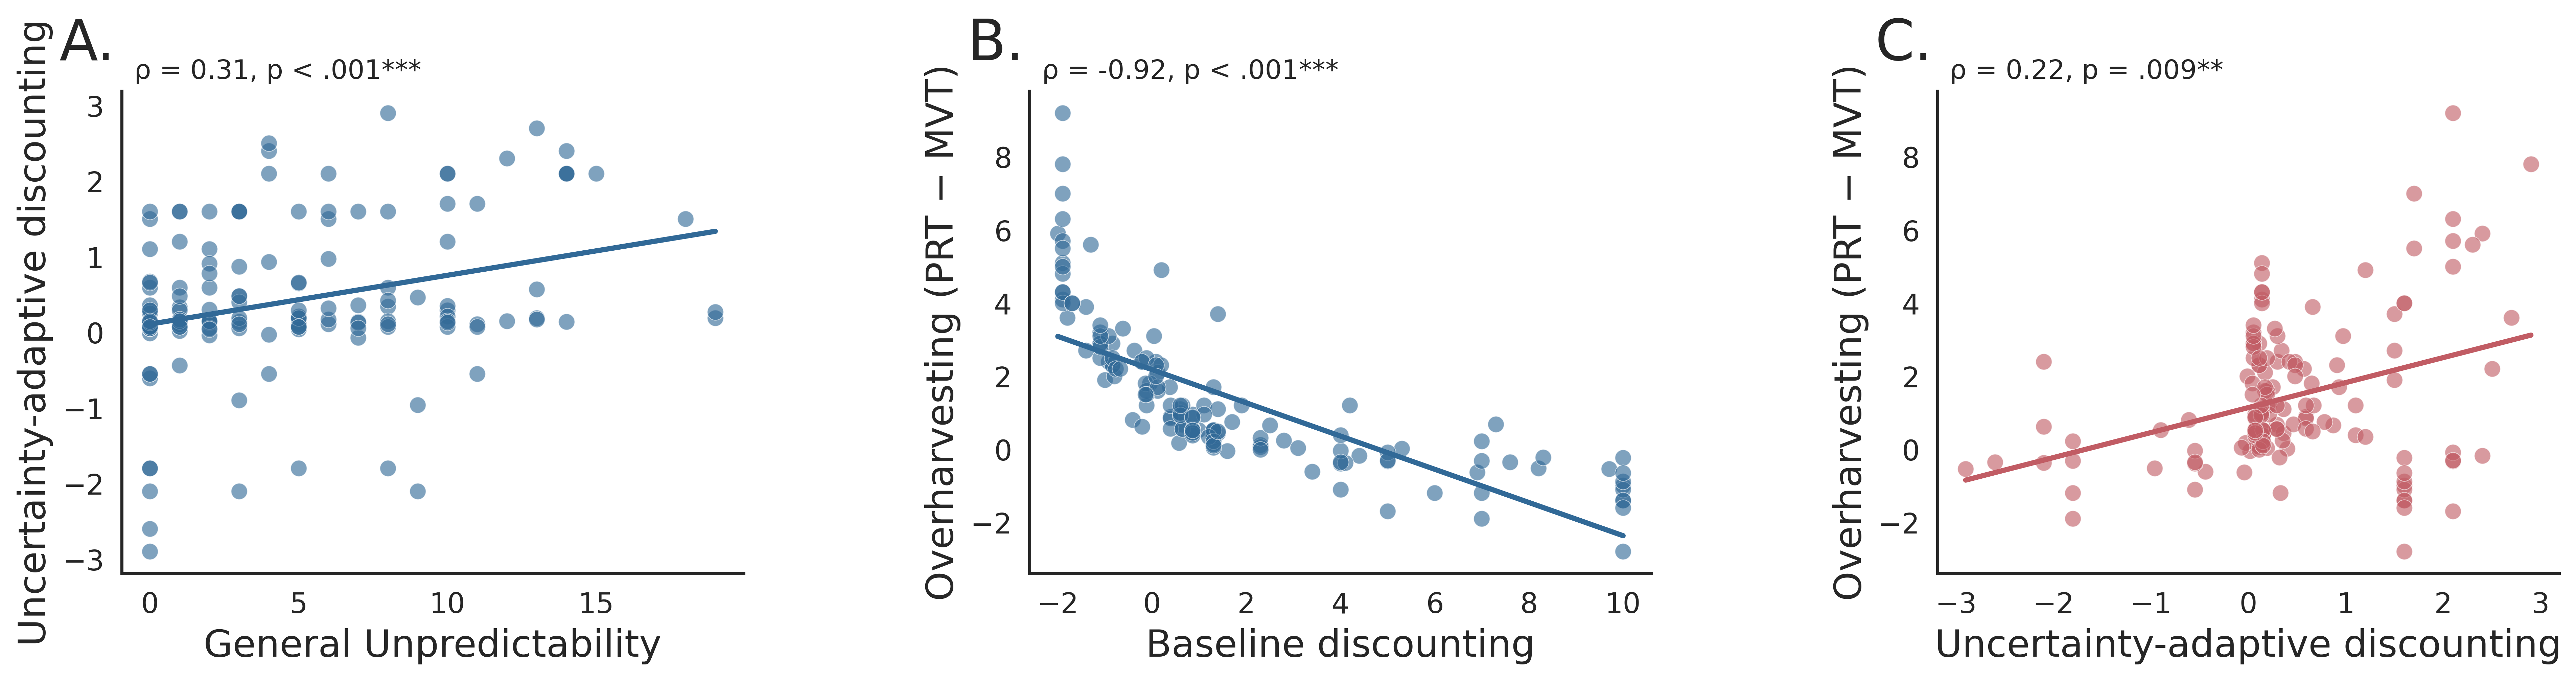 A.
ρ = 0.31, p < .001***
Uncertainty-adaptive discounting
3
2
1
0
−1
−2
−3
0 5 10 15
General Unpredictability
B.
ρ = -0.92, p < .001***
Overharvesting (PRT − MVT)
8
6
4
2
0
−2
−2 0 2 4 6 8 10
Baseline discounting
C.
ρ = 0.22, p = .009**
Overharvesting (PRT − MVT)
8
6
4
2
0
−2
−3 −2 −1 0 1 2 3
Uncertainty-adaptive discounting